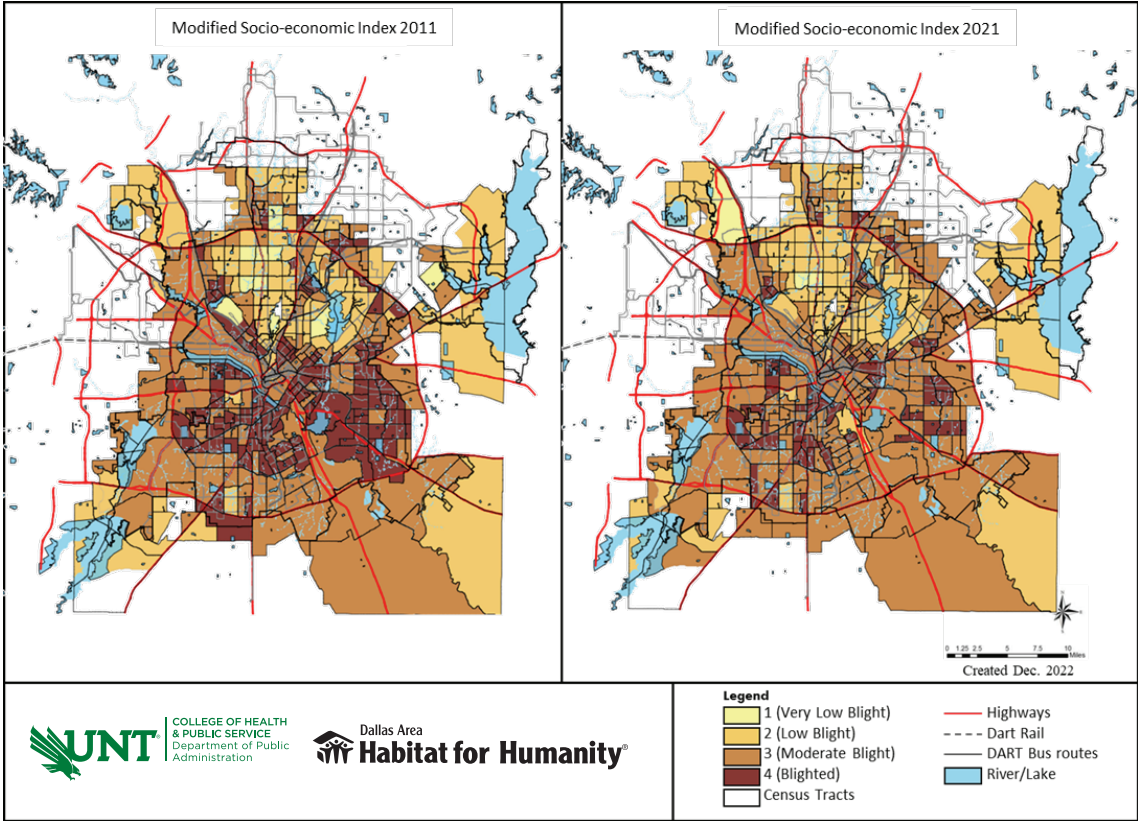 Modified Socio-economic Index 2011
Modified Socio-economic Index 2021
0 1.25 2.5 5 7.5 10
Miles
Created Dec. 2022
UNT®
COLLEGE OF HEALTH
& PUBLIC SERVICE
Department of Public
Administration
Dallas Area
Habitat for Humanity®
Legend
1 (Very Low Blight)
2 (Low Blight)
3 (Moderate Blight)
4 (Blighted)
Census Tracts
Highways
Dart Rail
DART Bus routes
River/Lake